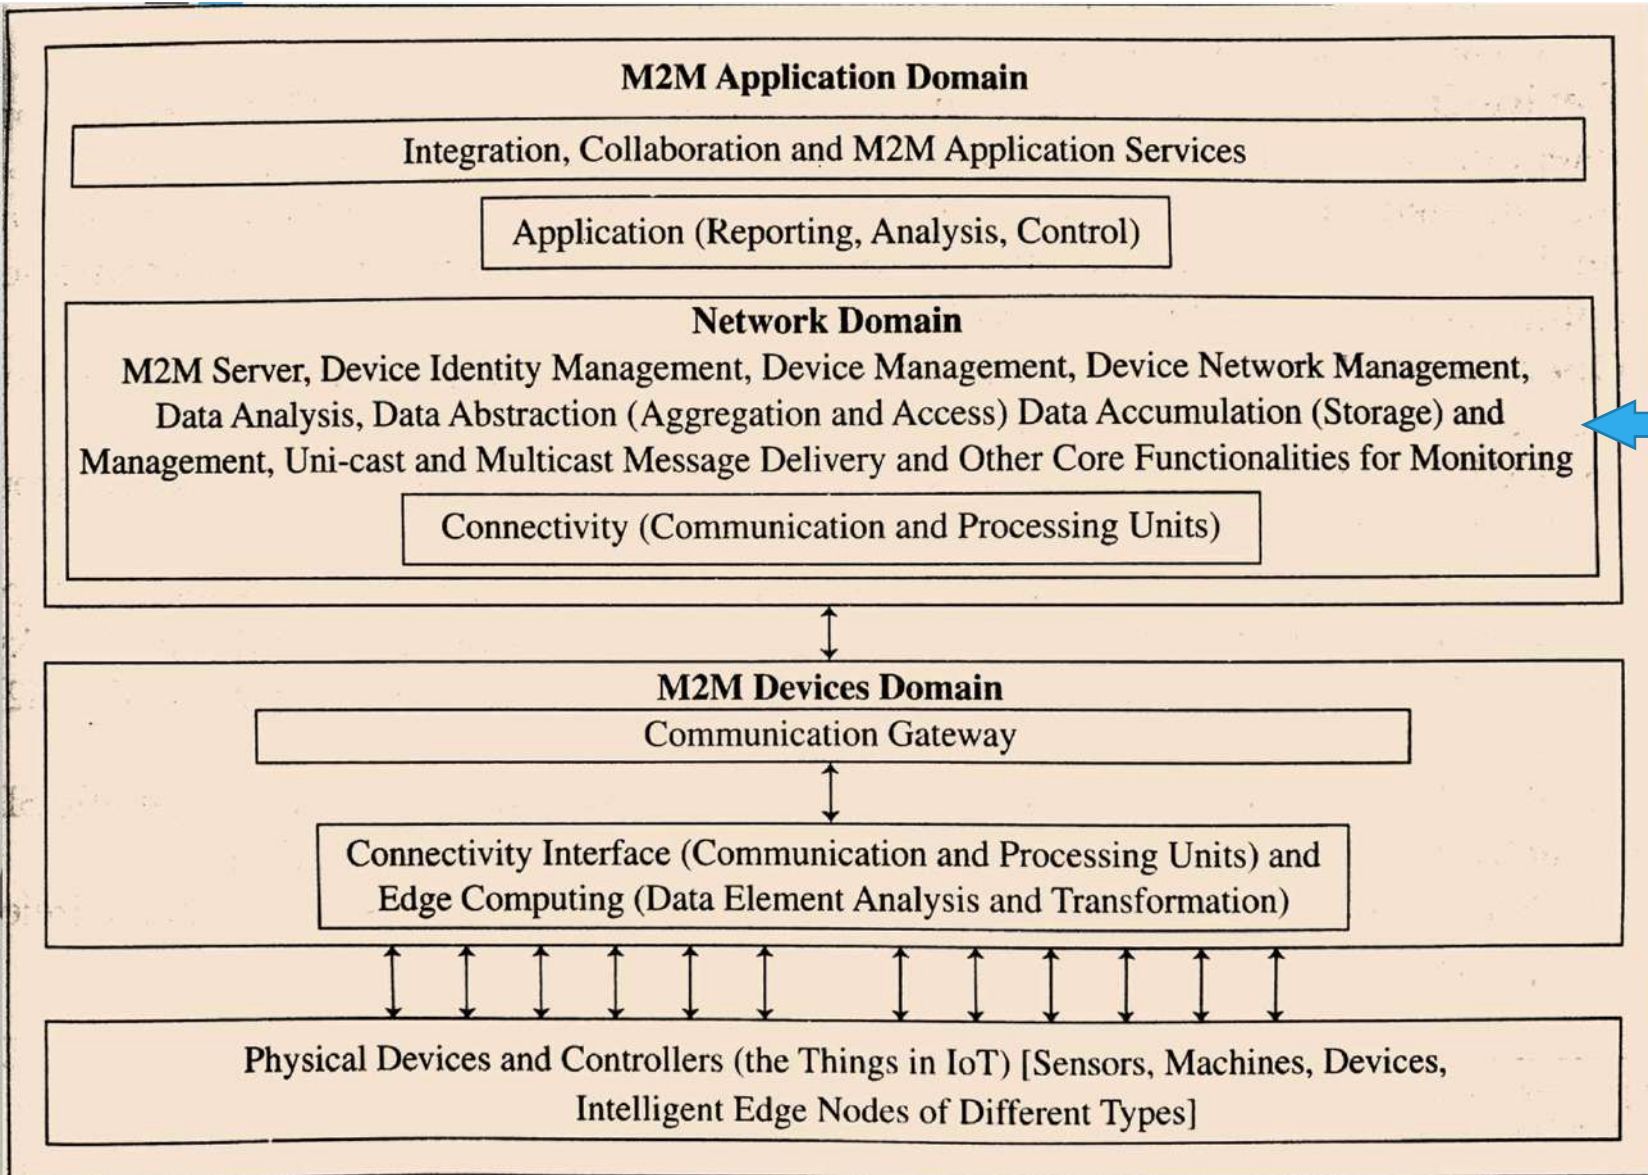 M2M Application Domain
Integration, Collaboration and M2M Application Services
Application (Reporting, Analysis, Control)
Network Domain
M2M Server, Device Identity Management, Device Management, Device Network Management,
Data Analysis, Data Abstraction (Aggregation and Access) Data Accumulation (Storage) and
Management, Uni-cast and Multicast Message Delivery and Other Core Functionalities for Monitoring
Connectivity (Communication and Processing Units)
M2M Devices Domain
Communication Gateway
Connectivity Interface (Communication and Processing Units) and
Edge Computing (Data Element Analysis and Transformation)
Physical Devices and Controllers (the Things in IoT) [Sensors, Machines, Devices,
Intelligent Edge Nodes of Different Types]